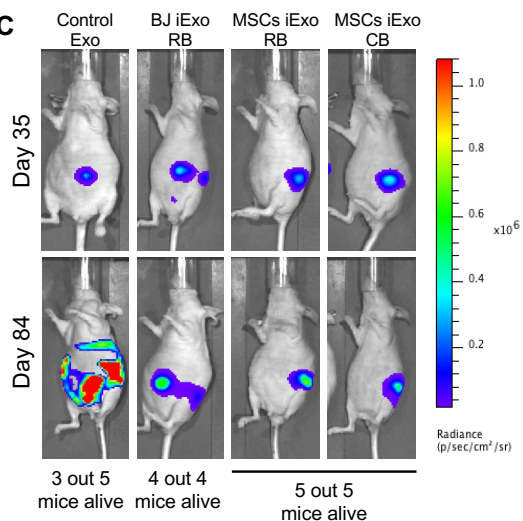 C
Control
Exo
BJ iExo
RB
MSCs iExo
RB
MSCs iExo
CB
Day 35
Day 84
1.0
0.8
0.6
x10⁶
0.4
0.2
Radiance
(p/sec/cm²/sr)
3 out 5
mice alive
4 out 4
mice alive
5 out 5
mice alive